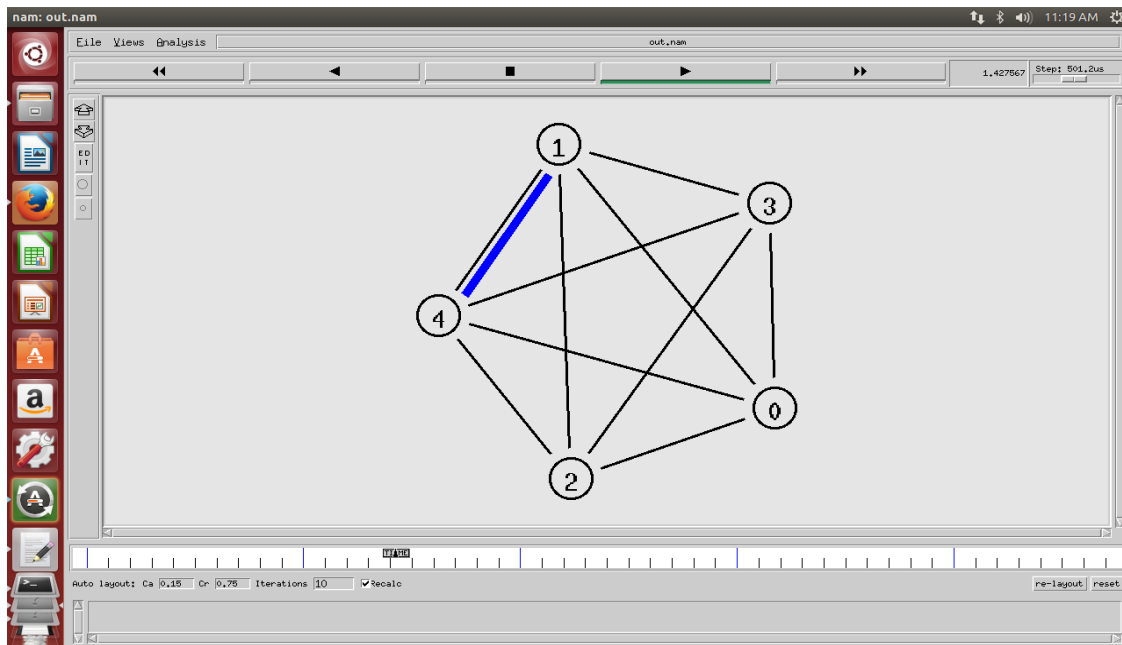 nam: out.nam 11:19 AM
File Views Analysis out.nam
1.427567 Step: 501.2us
ED
IT
1
3
4
0
2
TIME
Auto layout: Ca 0.15 Cr 0.75 Iterations 10 Recalc re-layout reset